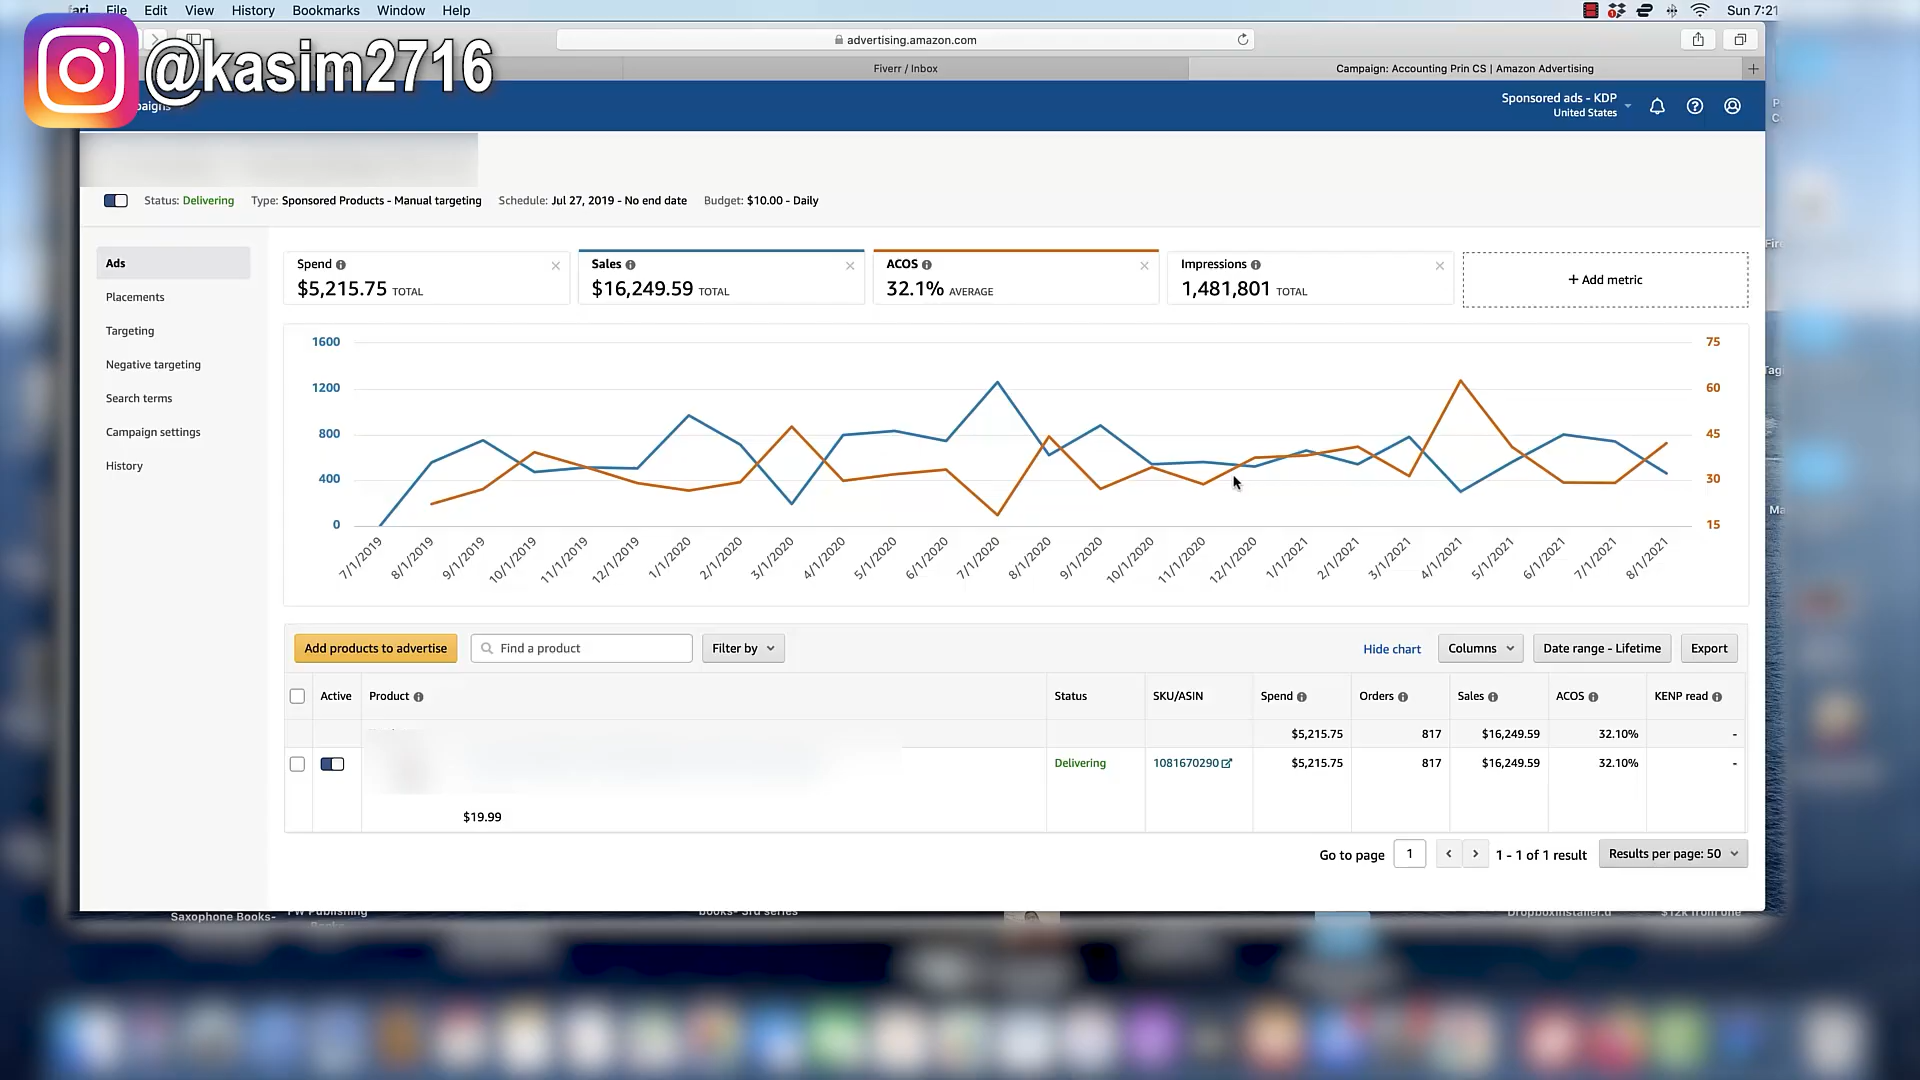 File Edit View History Bookmarks Window Help
Sun 7:21
@kasim2716
advertising.amazon.com
Fiverr / Inbox
Campaign: Accounting Prin CS | Amazon Advertising
Sponsored ads - KDP
United States
Status: Delivering Type: Sponsored Products - Manual targeting Schedule: Jul 27, 2019 - No end date Budget: $10.00 - Daily
Ads
Placements
Targeting
Negative targeting
Search terms
Campaign settings
History
Spend
$5,215.75 TOTAL
Sales
$16,249.59 TOTAL
ACOS
32.1% AVERAGE
Impressions
1,481,801 TOTAL
+ Add metric
1600 75
1200 60
800 45
400 30
0 15
7/1/2019 8/1/2019 9/1/2019 10/1/2019 11/1/2019 12/1/2019 1/1/2020 2/1/2020 3/1/2020 4/1/2020 5/1/2020 6/1/2020 7/1/2020 8/1/2020 9/1/2020 10/1/2020 11/1/2020 12/1/2020 1/1/2021 2/1/2021 3/1/2021 4/1/2021 5/1/2021 6/1/2021 7/1/2021 8/1/2021
Add products to advertise Find a product Filter by Hide chart Columns Date range - Lifetime Export
Active Product Status SKU/ASIN Spend Orders Sales ACOS KENP read
$5,215.75 817 $16,249.59 32.10% -
Delivering 1081670290 $5,215.75 817 $16,249.59 32.10% -
$19.99
Go to page 1 1 - 1 of 1 result Results per page: 50
Saxophone Books-